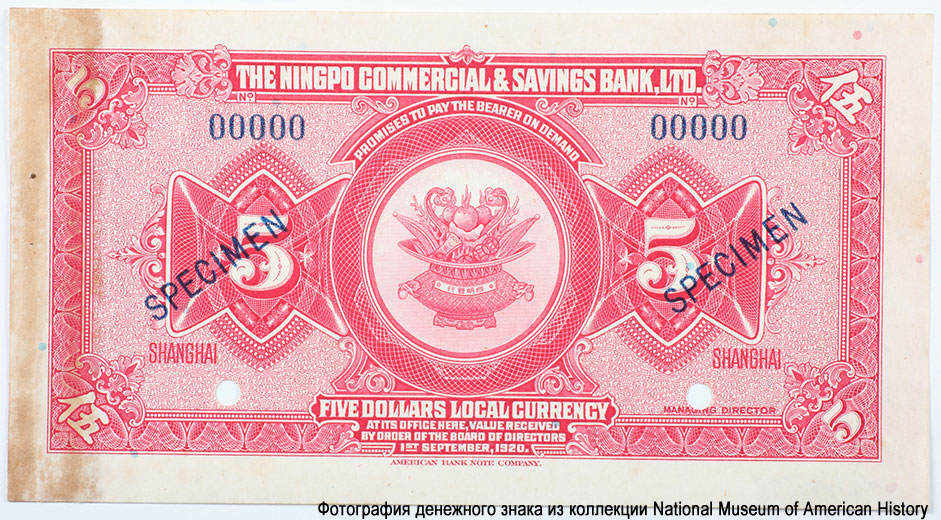 THE NINGPO COMMERCIAL & SAVINGS BANK, LTD.
5 伍
No No
00000 00000
PROMISES TO PAY THE BEARER ON DEMAND
5 5
SPECIMEN SPECIMEN
SHANGHAI SHANGHAI
伍 5
FIVE DOLLARS LOCAL CURRENCY
MANAGING DIRECTOR
AT ITS OFFICE HERE, VALUE RECEIVED
BY ORDER OF THE BOARD OF DIRECTORS
1ST SEPTEMBER, 1920.
AMERICAN BANK NOTE COMPANY.
Фотография денежного знака из коллекции National Museum of American History